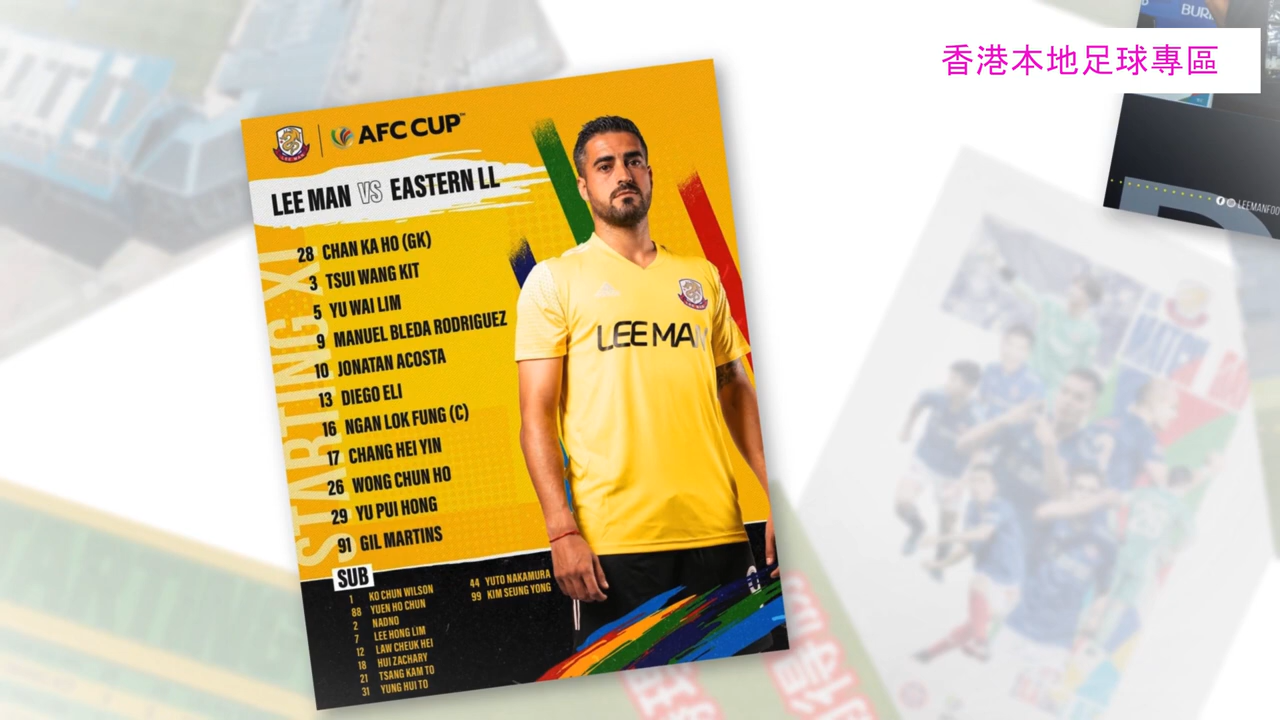 BUR
香港本地足球專區
LEE MAN
AFC CUP
LEE MAN VS EASTERN LL
STARTING XI
28 CHAN KA HO (GK)
3 TSUI WANG KIT
5 YU WAI LIM
9 MANUEL BLEDA RODRIGUEZ
10 JONATAN ACOSTA
13 DIEGO ELI
16 NGAN LOK FUNG (C)
17 CHANG HEI YIN
26 WONG CHUN HO
29 YU PUI HONG
91 GIL MARTINS
LEE MAN
SUB
1 KO CHUN WILSON
88 YUEN HO CHUN
2 NADNO
7 LEE HONG LIM
12 LAW CHEUK HEI
18 HUI ZACHARY
21 TSANG KAM TO
31 YUNG HUI TO
44 YUTO NAKAMURA
99 KIM SEUNG YONG
LEEMANFOO